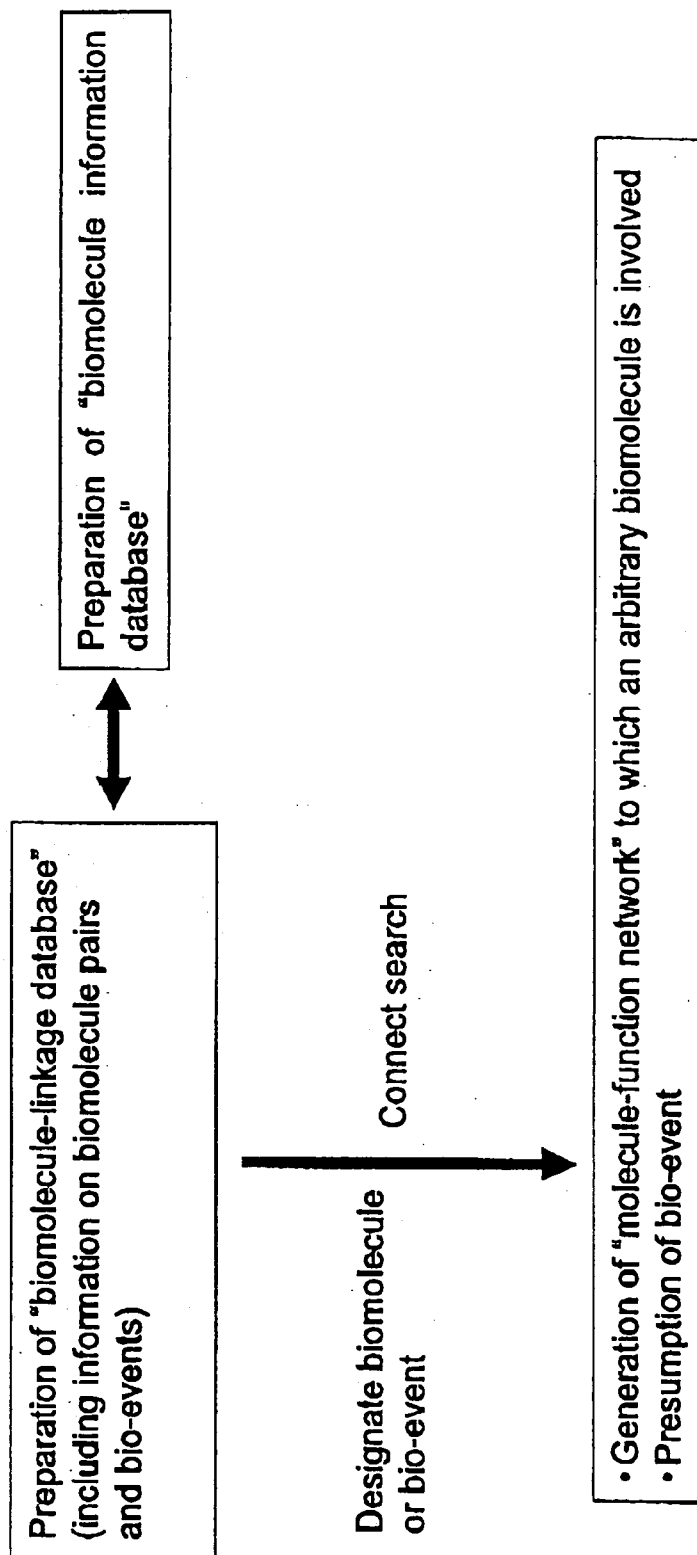 Preparation of "biomolecule-linkage database"
(including information on biomolecule pairs
and bio-events)
Preparation of "biomolecule information
database"
Designate biomolecule
or bio-event
Connect search
• Generation of "molecule-function network" to which an arbitrary biomolecule is involved
• Presumption of bio-event